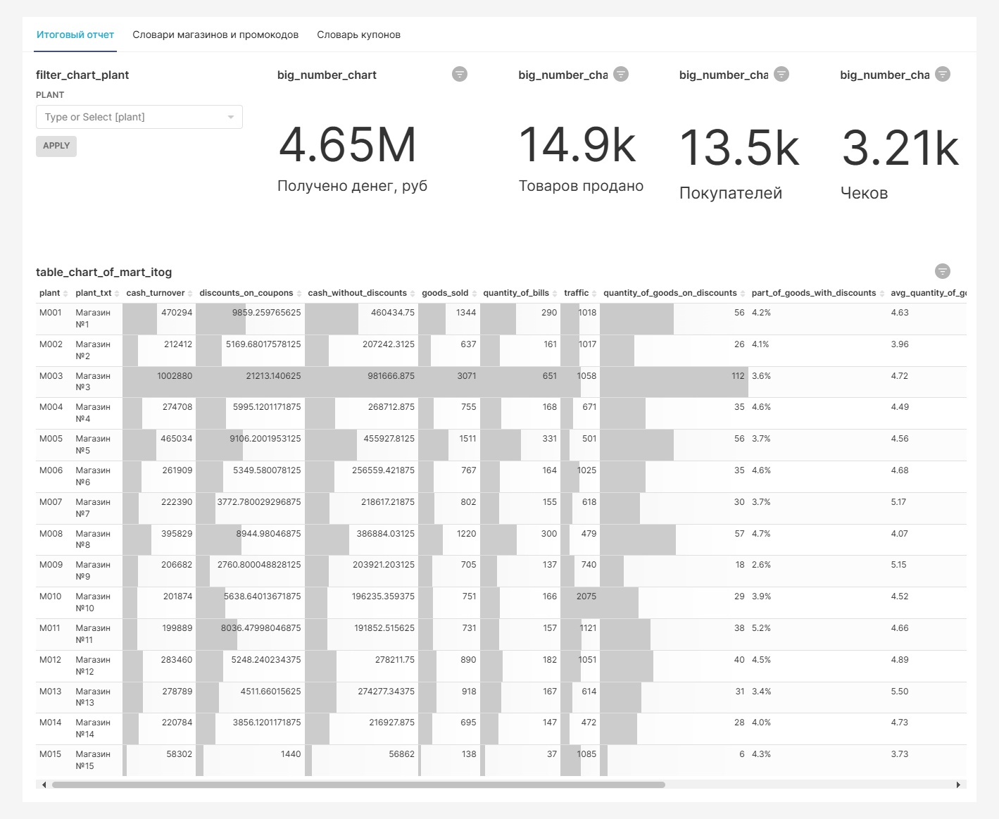 Итоговый отчет Словари магазинов и промокодов Словарь купонов
filter_chart_plant
PLANT
Type or Select [plant]
APPLY
big_number_chart
4.65M
Получено денег, руб
big_number_cha
14.9k
Товаров продано
big_number_cha
13.5k
Покупателей
big_number_cha
3.21k
Чеков
table_chart_of_mart_itog
plant plant_txt cash_turnover discounts_on_coupons cash_without_discounts goods_sold quantity_of_bills traffic quantity_of_goods_on_discounts part_of_goods_with_discounts avg_quantity_of_g
M001 Магазин №1 470294 9859.259765625 460434.75 1344 290 1018 56 4.2% 4.63
M002 Магазин №2 212412 5169.68017578125 207242.3125 637 161 1017 26 4.1% 3.96
M003 Магазин №3 1002880 21213.140625 981666.875 3071 651 1058 112 3.6% 4.72
M004 Магазин №4 274708 5995.1201171875 268712.875 755 168 671 35 4.6% 4.49
M005 Магазин №5 465034 9106.2001953125 455927.8125 1511 331 501 56 3.7% 4.56
M006 Магазин №6 261909 5349.580078125 256559.421875 767 164 1025 35 4.6% 4.68
M007 Магазин №7 222390 3772.780029296875 218617.21875 802 155 618 30 3.7% 5.17
M008 Магазин №8 395829 8944.98046875 386884.03125 1220 300 479 57 4.7% 4.07
M009 Магазин №9 206682 2760.800048828125 203921.203125 705 137 740 18 2.6% 5.15
M010 Магазин №10 201874 5638.64013671875 196235.359375 751 166 2075 29 3.9% 4.52
M011 Магазин №11 199889 8036.47998046875 191852.515625 731 157 1121 38 5.2% 4.66
M012 Магазин №12 283460 5248.240234375 278211.75 890 182 1051 40 4.5% 4.89
M013 Магазин №13 278789 4511.66015625 274277.34375 918 167 614 31 3.4% 5.50
M014 Магазин №14 220784 3856.1201171875 216927.875 695 147 472 28 4.0% 4.73
M015 Магазин №15 58302 1440 56862 138 37 1085 6 4.3% 3.73